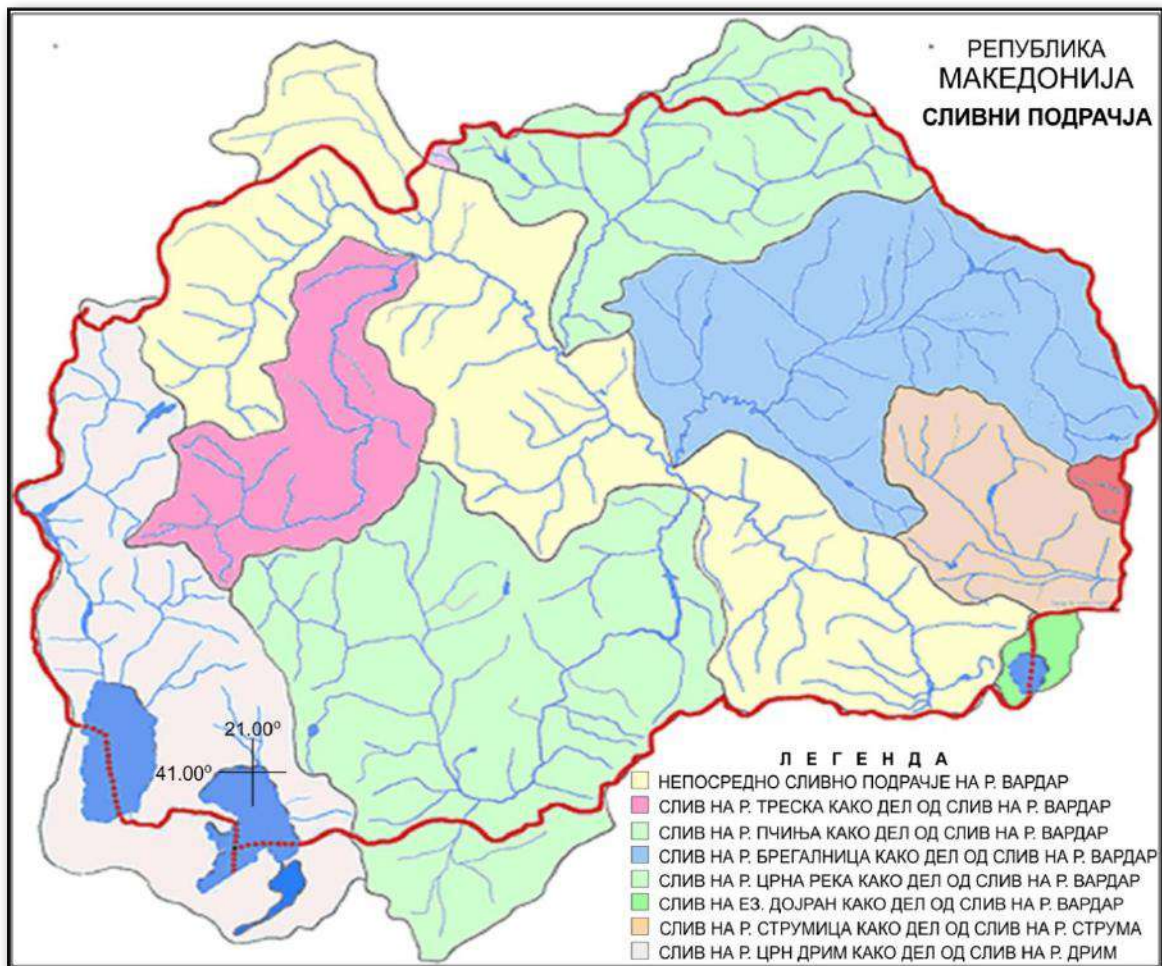 РЕПУБЛИКА
МАКЕДОНИЈА
СЛИВНИ ПОДРАЧЈА
21.00⁰
41.00⁰
Л Е Г Е Н Д А
НЕПОСРЕДНО СЛИВНО ПОДРАЧЈЕ НА Р. ВАРДАР
СЛИВ НА Р. ТРЕСКА КАКО ДЕЛ ОД СЛИВ НА Р. ВАРДАР
СЛИВ НА Р. ПЧИЊА КАКО ДЕЛ ОД СЛИВ НА Р. ВАРДАР
СЛИВ НА Р. БРЕГАЛНИЦА КАКО ДЕЛ ОД СЛИВ НА Р. ВАРДАР
СЛИВ НА Р. ЦРНА РЕКА КАКО ДЕЛ ОД СЛИВ НА Р. ВАРДАР
СЛИВ НА ЕЗ. ДОЈРАН КАКО ДЕЛ ОД СЛИВ НА Р. ВАРДАР
СЛИВ НА Р. СТРУМИЦА КАКО ДЕЛ ОД СЛИВ НА Р. СТРУМА
СЛИВ НА Р. ЦРН ДРИМ КАКО ДЕЛ ОД СЛИВ НА Р. ДРИМ